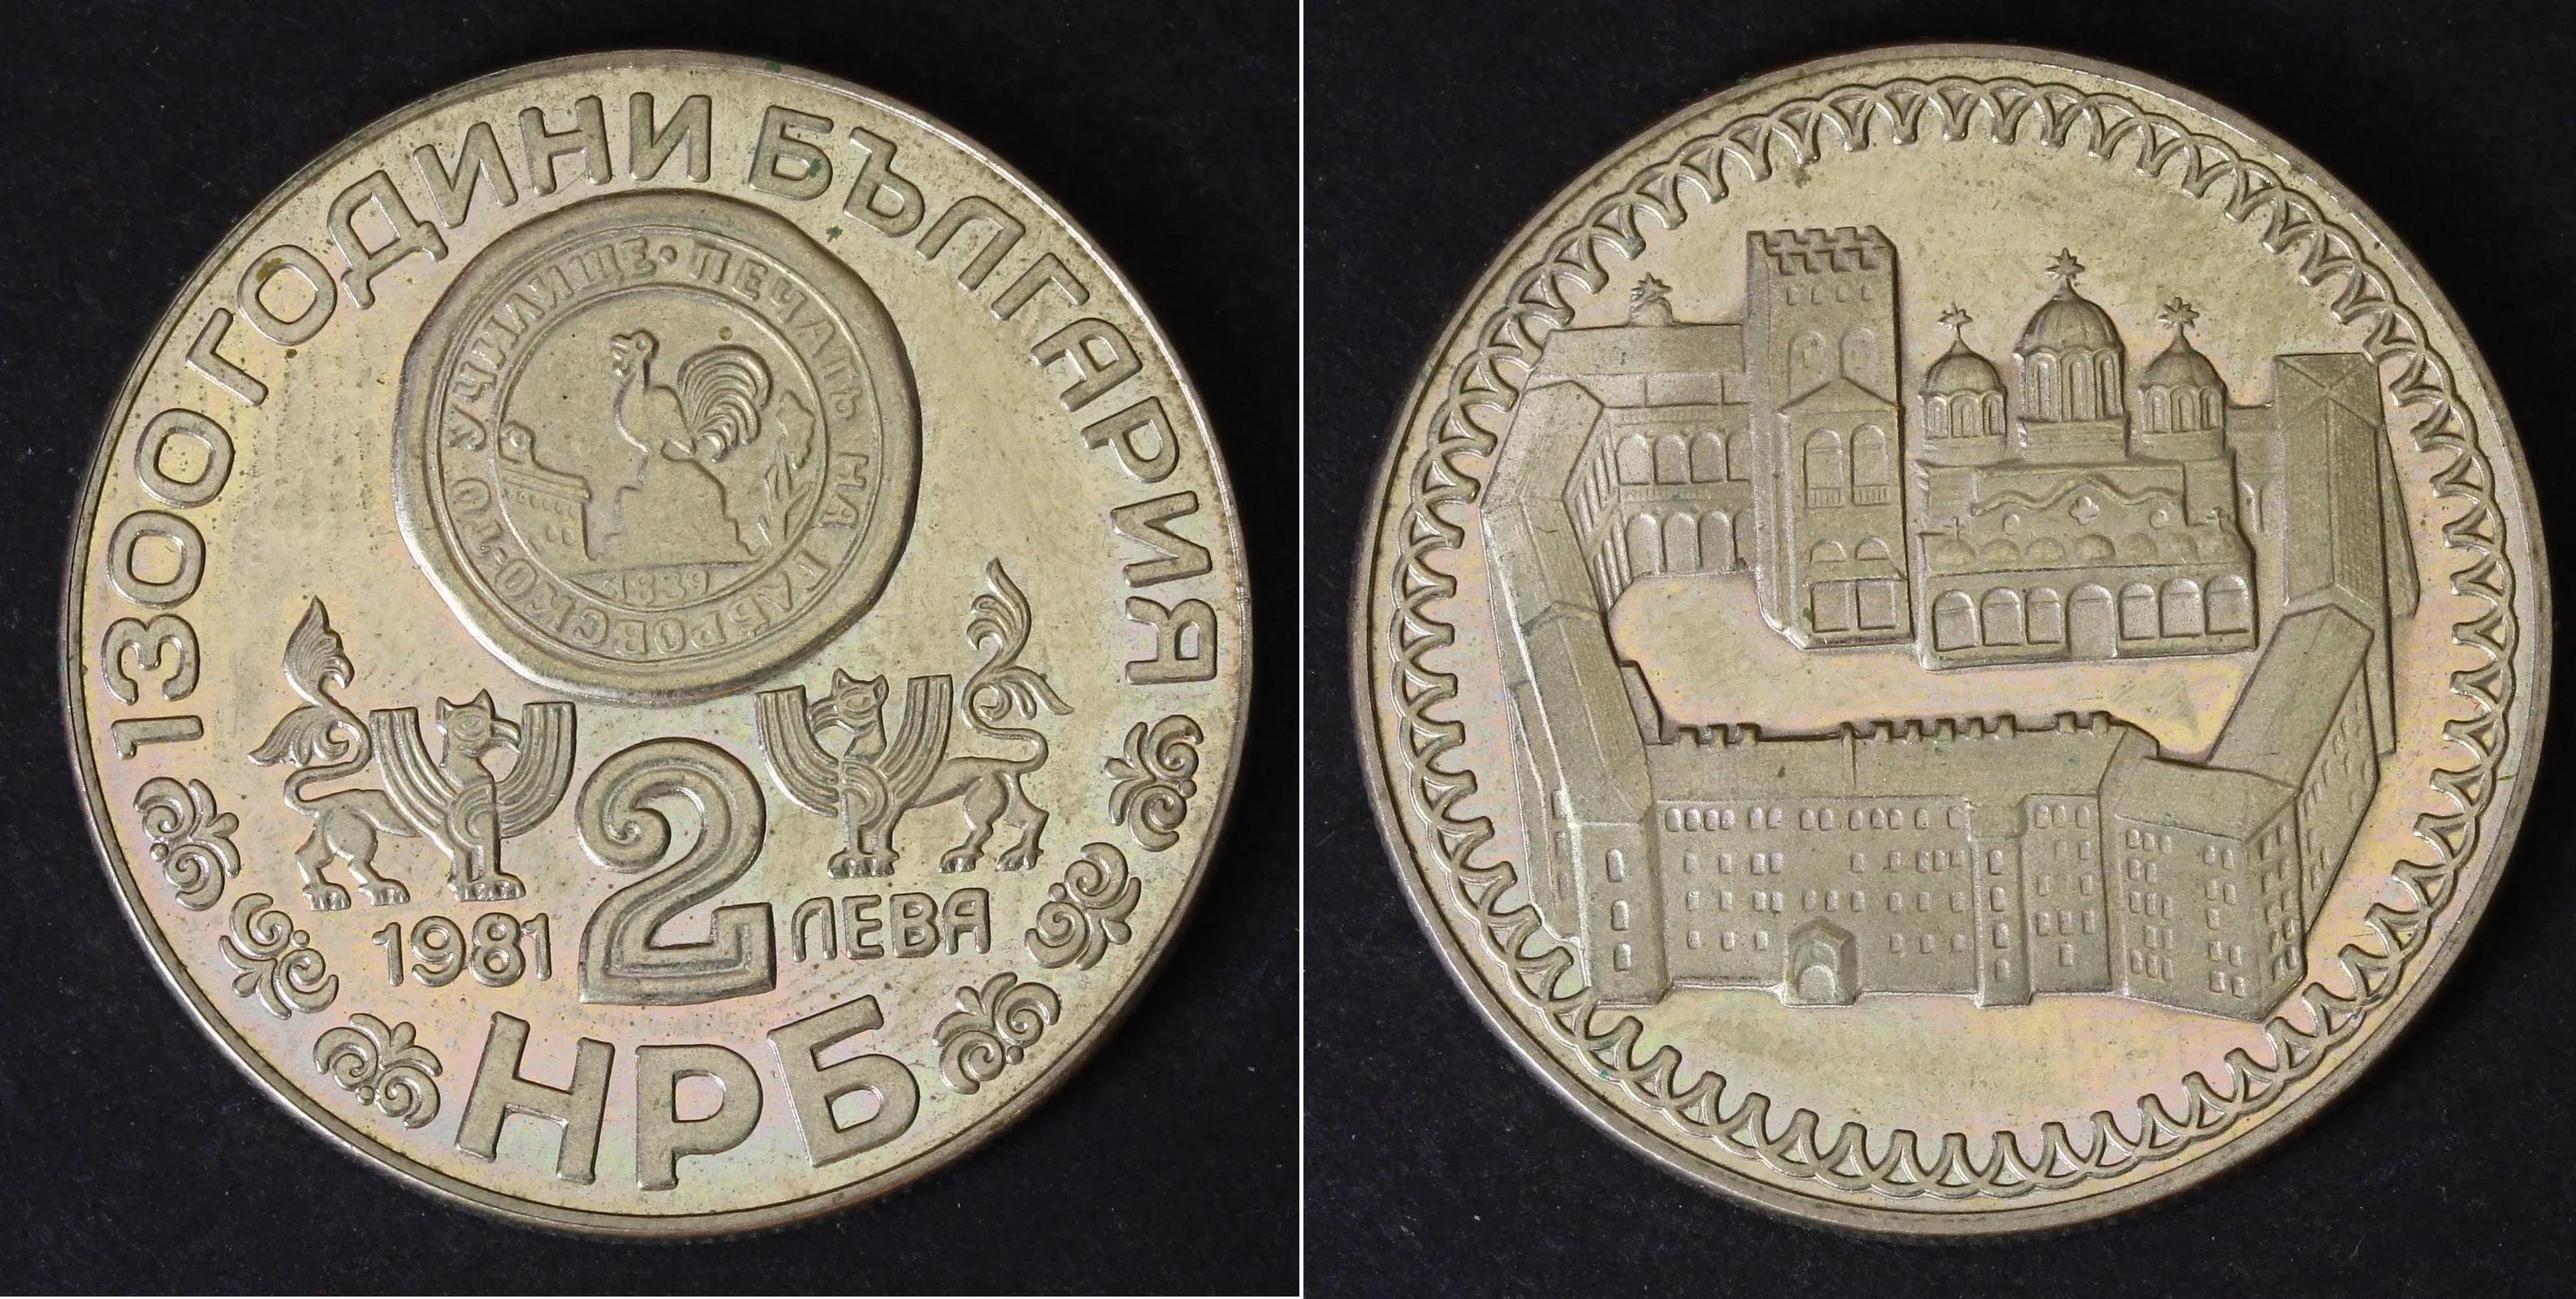 1300 ГОДИНИ БЪЛГАРИЯ
ПЕЧАТЬ НА ГАБРОВСКО-ТО УЧИЛИЩЕ •
1839
1981 2 ЛЕВА
НРБ